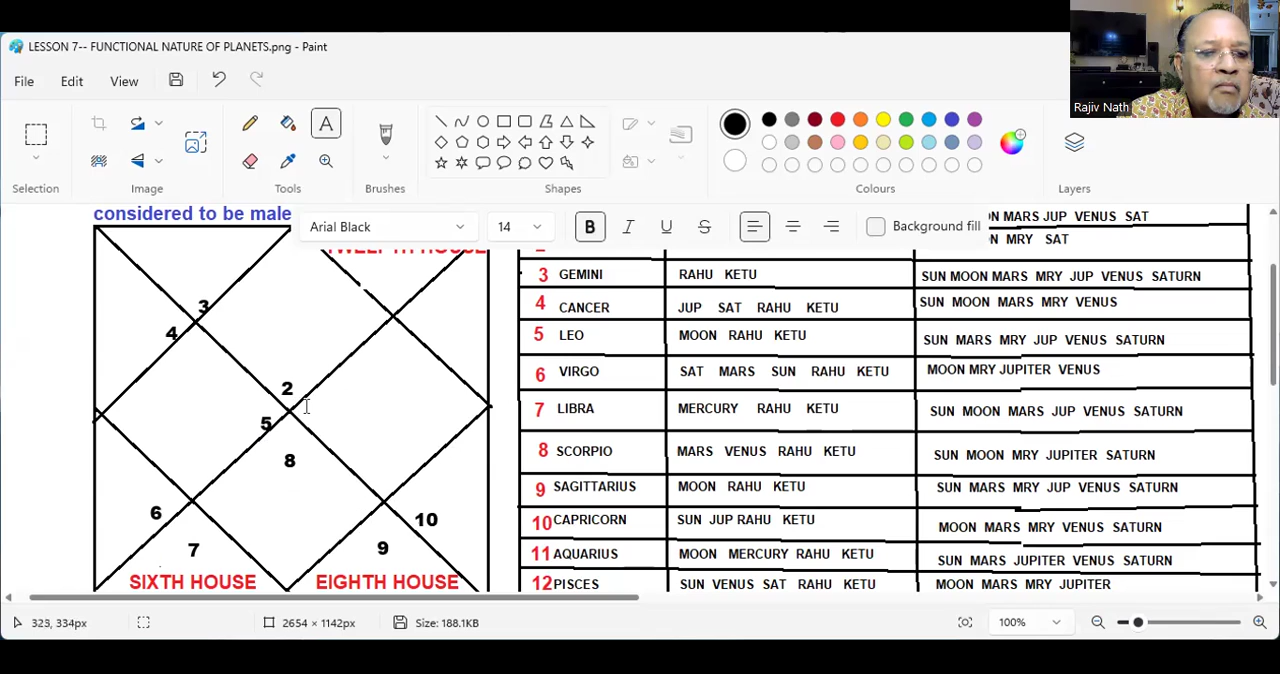 LESSON 7-- FUNCTIONAL NATURE OF PLANETS.png - Paint
File Edit View
Rajiv Nath
Selection Image Tools Brushes Shapes Colours Layers
considered to be male
Arial Black 14 B I U S Background fill
MARS JUP VENUS SAT
MRY SAT
3 GEMINI RAHU KETU SUN MOON MARS MRY JUP VENUS SATURN
4 CANCER JUP SAT RAHU KETU SUN MOON MARS MRY VENUS
5 LEO MOON RAHU KETU SUN MARS MRY JUP VENUS SATURN
6 VIRGO SAT MARS SUN RAHU KETU MOON MRY JUPITER VENUS
7 LIBRA MERCURY RAHU KETU SUN MOON MARS JUP VENUS SATURN
8 SCORPIO MARS VENUS RAHU KETU SUN MOON MRY JUPITER SATURN
9 SAGITTARIUS MOON RAHU KETU SUN MARS MRY JUP VENUS SATURN
10 CAPRICORN SUN JUP RAHU KETU MOON MARS MRY VENUS SATURN
11 AQUARIUS MOON MERCURY RAHU KETU SUN MARS JUPITER VENUS SATURN
12 PISCES SUN VENUS SAT RAHU KETU MOON MARS MRY JUPITER
3
4
2
5
8
6
10
7
9
SIXTH HOUSE EIGHTH HOUSE
323, 334px 2654 × 1142px Size: 188.1KB 100%